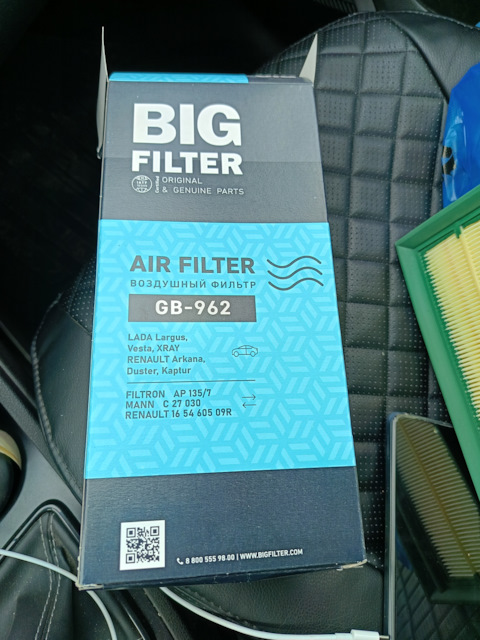 BIG
FILTER
Certified
ORIGINAL
& GENUINE PARTS
AIR FILTER
ВОЗДУШНЫЙ ФИЛЬТР
GB-962
LADA Largus,
Vesta, XRAY
RENAULT Arkana,
Duster, Kaptur
FILTRON AP 135/7
MANN C 27 030
RENAULT 16 54 605 09R
8 800 555 98 00 | WWW.BIGFILTER.COM